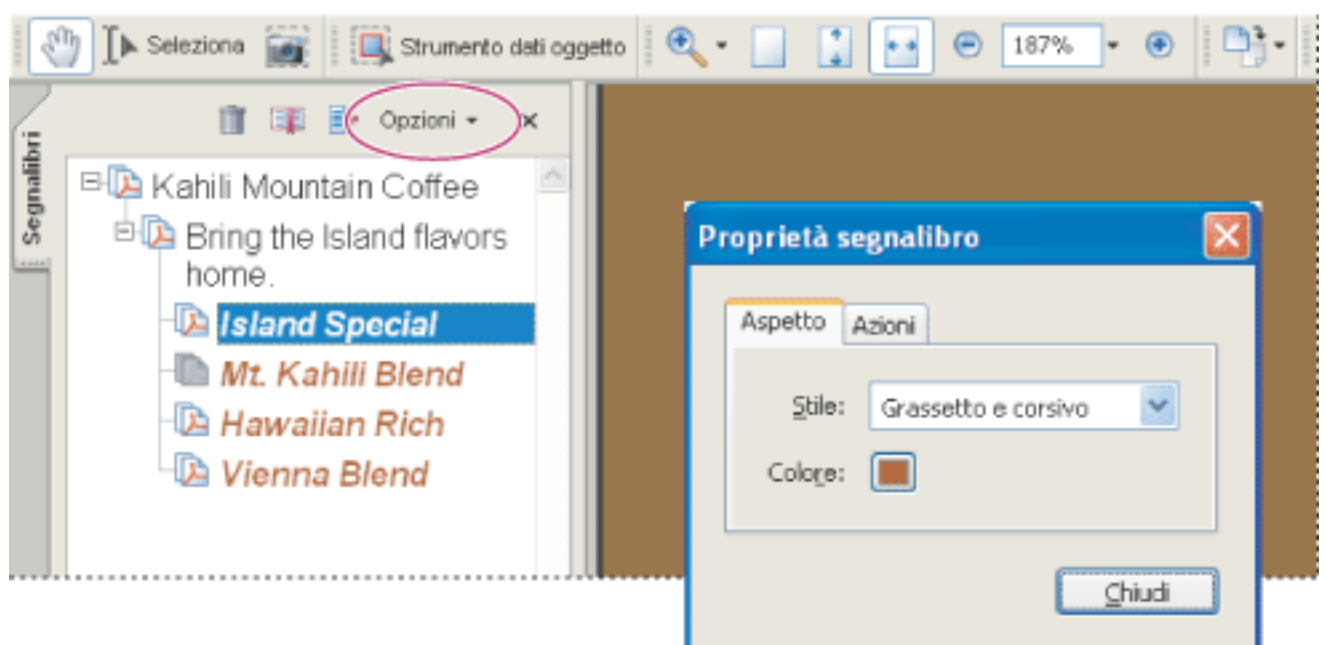 Seleziona Strumento dati oggetto 187%
Opzioni
Segnalibri
Kahili Mountain Coffee
Bring the Island flavors
home.
Island Special
Mt. Kahili Blend
Hawaiian Rich
Vienna Blend
Proprietà segnalibro
Aspetto Azioni
Stile: Grassetto e corsivo
Colore:
Chiudi